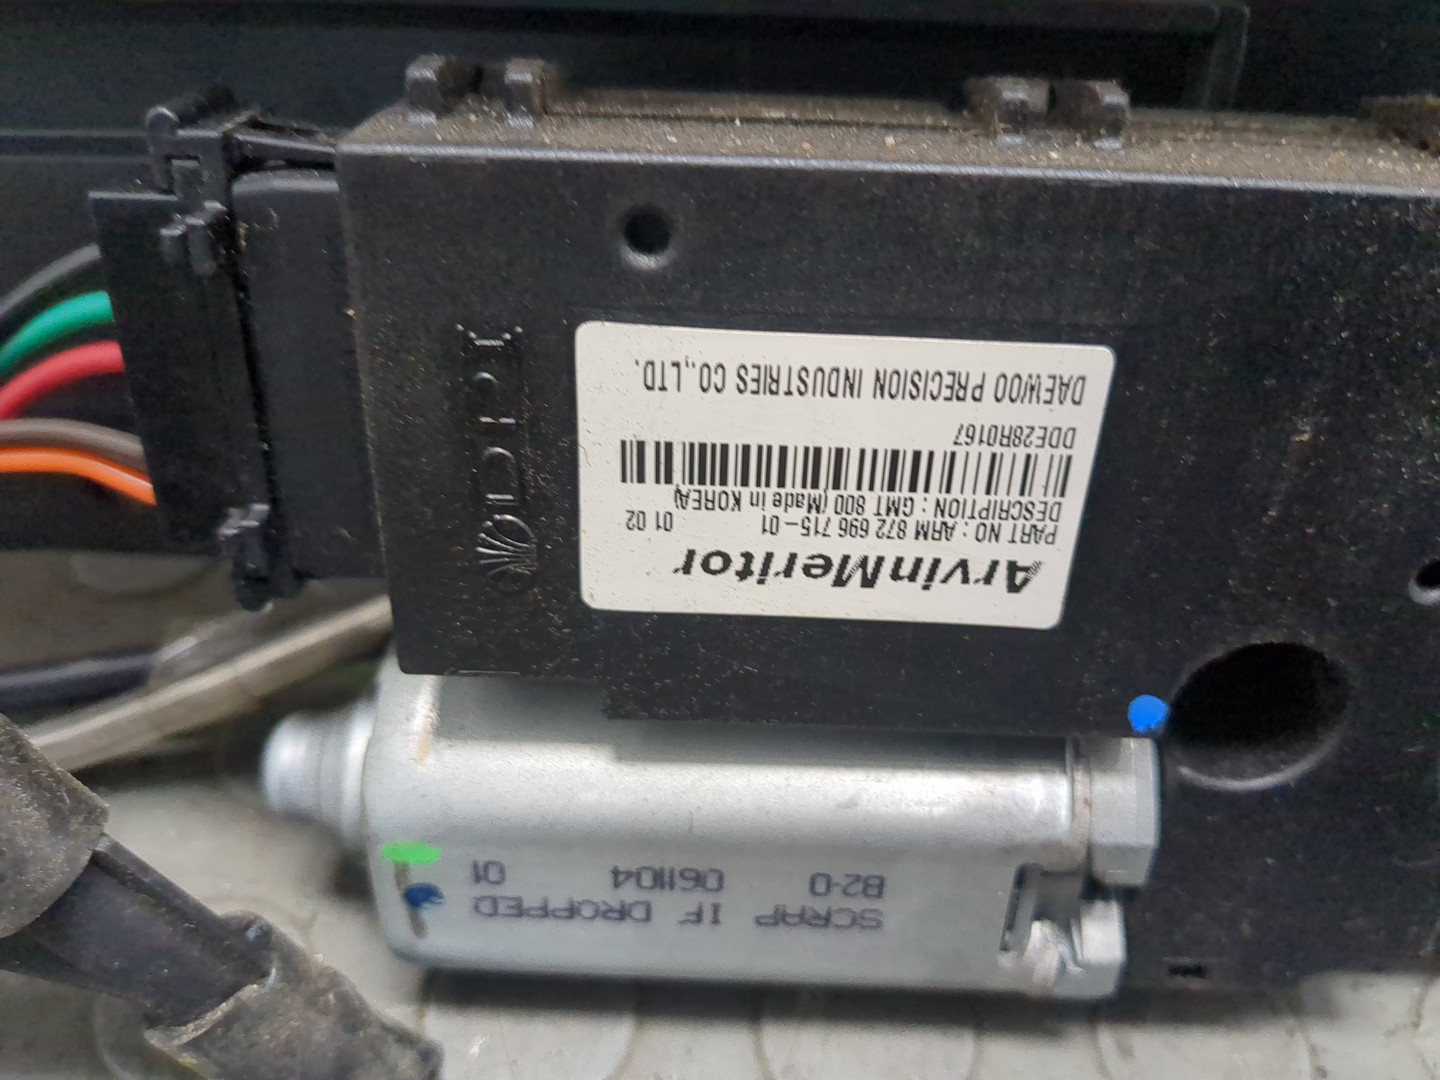 ArvinMeritor
PART NO : ARM 872 696 715-01 01 02
DESCRIPTION : GMT 800 (Made in KOREA)
DDE28R0167
DAEWOO PRECISION INDUSTRIES CO.,LTD.
SCRAP IF DROPPED
B2-0 061104 01